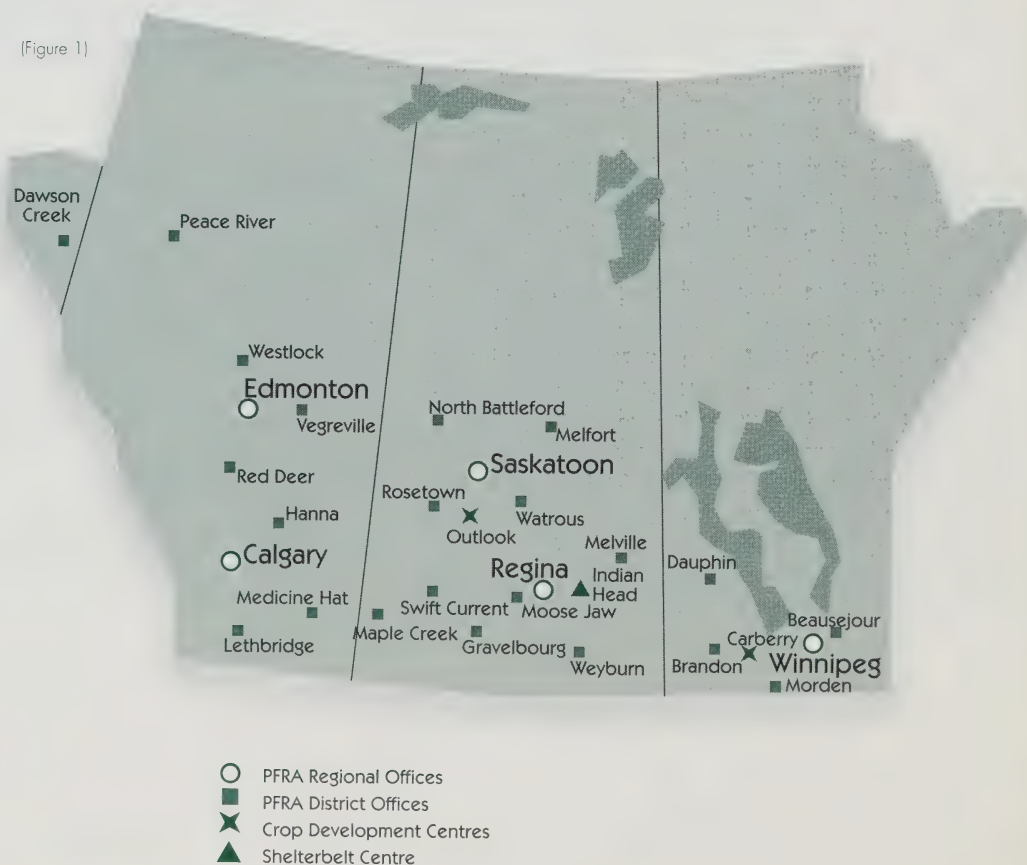 (Figure 1)
Dawson
Creek
Peace River
Westlock
Edmonton
Vegreville
North Battleford
Melfort
Red Deer
Saskatoon
Rosetown
Hanna
Watrous
Outlook
Calgary
Melville
Dauphin
Regina
Indian
Head
Medicine Hat
Swift Current
Moose Jaw
Beausejour
Maple Creek
Carberry
Lethbridge
Gravelbourg
Brandon
Winnipeg
Weyburn
Morden
PFRA Regional Offices
PFRA District Offices
Crop Development Centres
Shelterbelt Centre